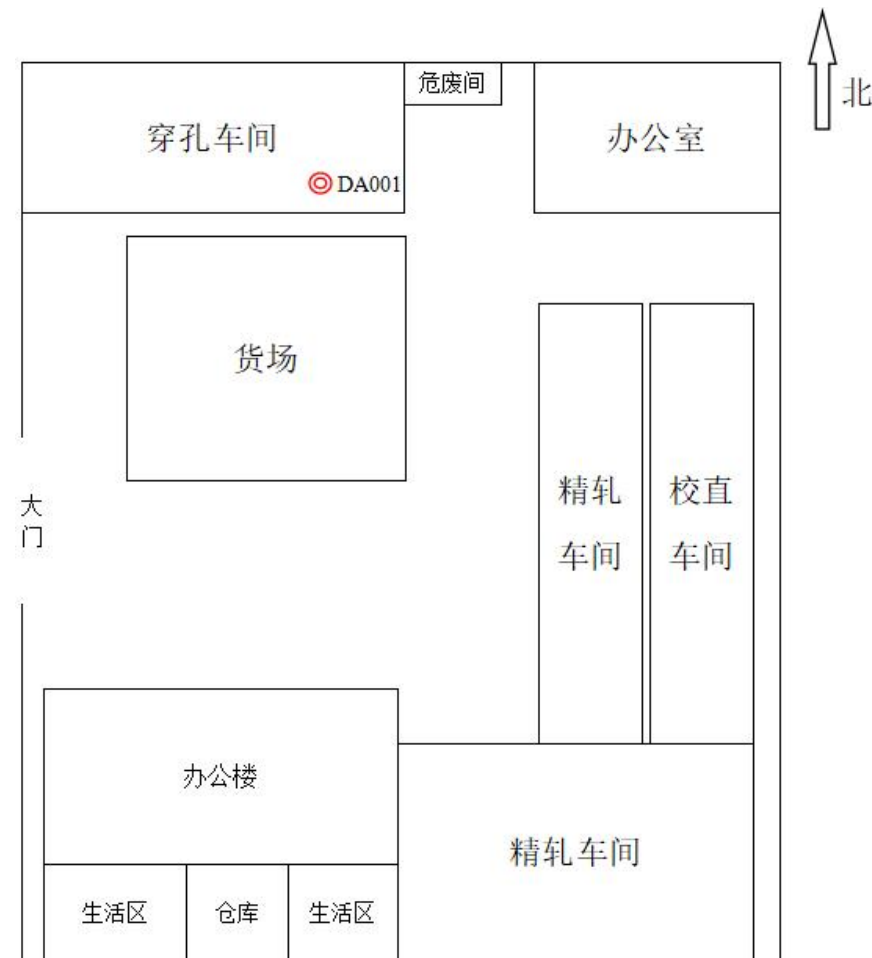 危废间
北
穿孔车间
办公室
DA001
货场
精轧
车间
校直
车间
大
门
办公楼
精轧车间
生活区
仓库
生活区